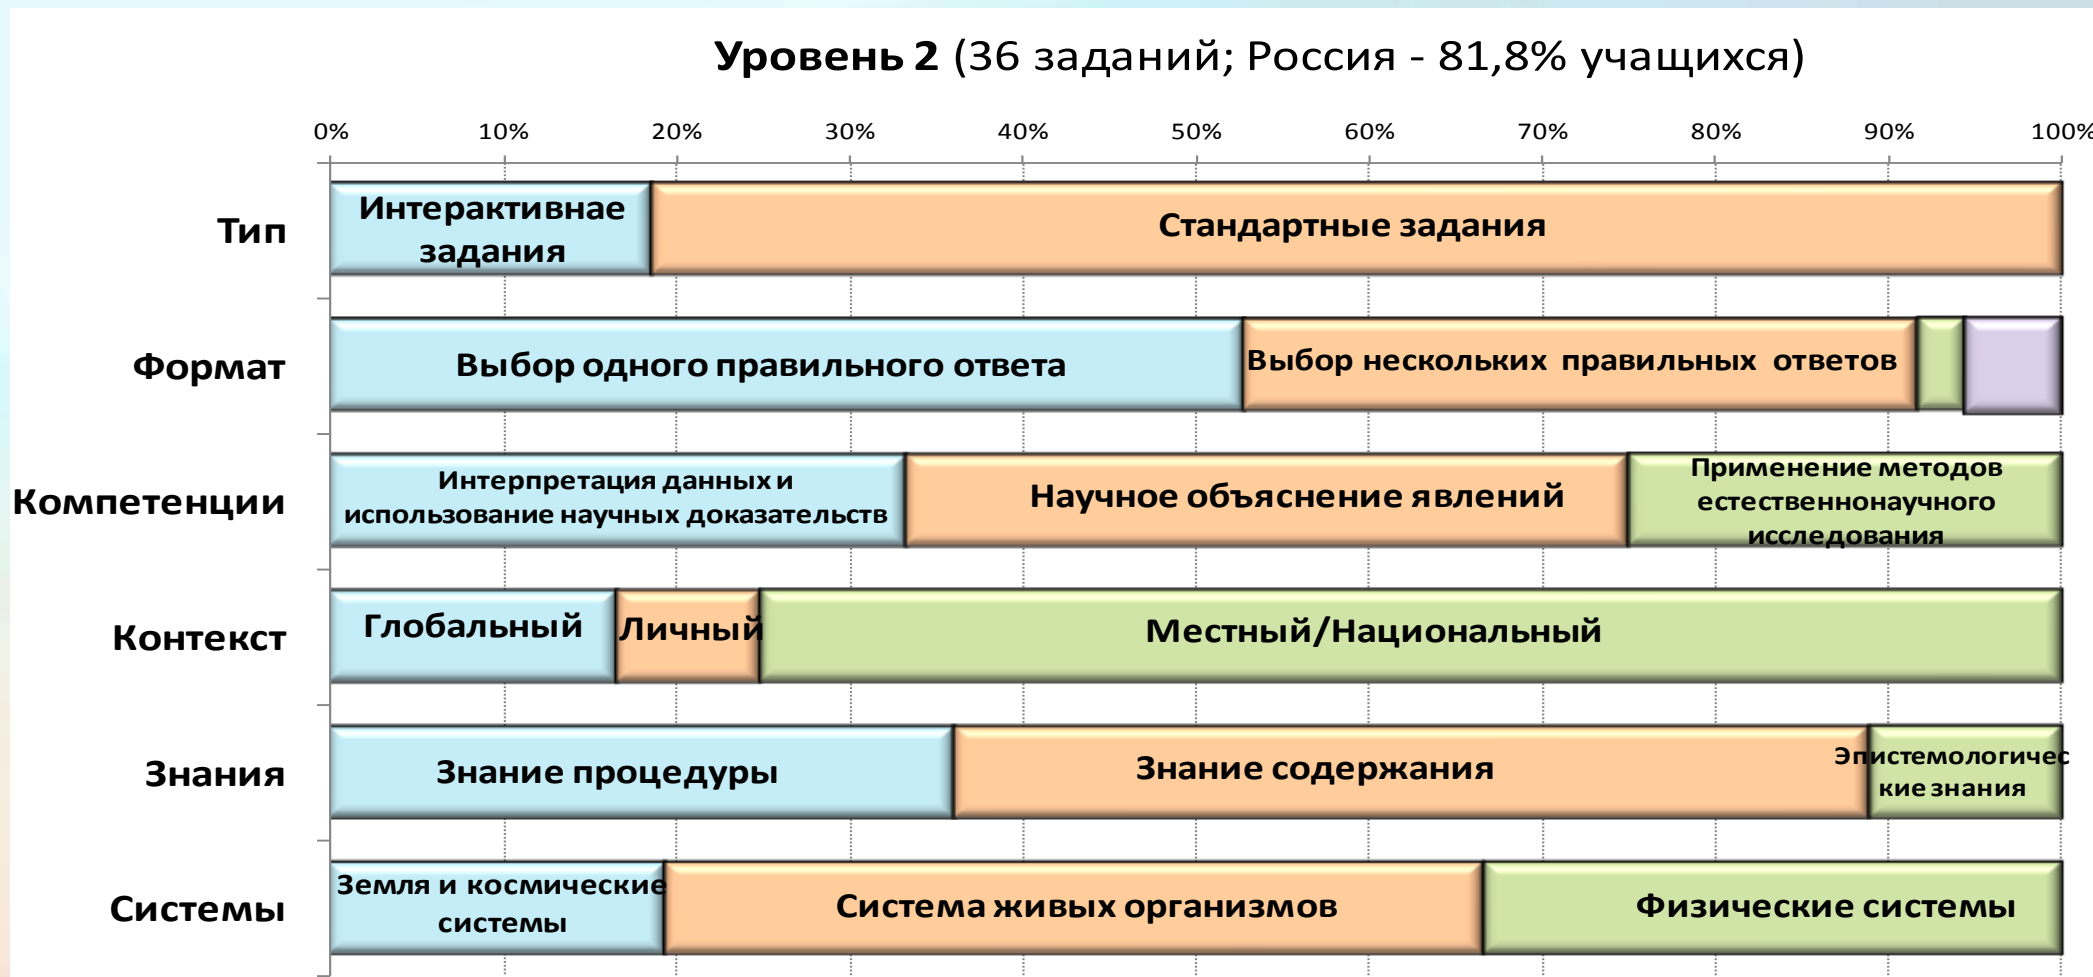 Уровень 2 (36 заданий; Россия - 81,8% учащихся)
0% 10% 20% 30% 40% 50% 60% 70% 80% 90% 100%
Тип
Интерактивнае
задания
Стандартные задания
Формат
Выбор одного правильного ответа
Выбор нескольких правильных ответов
Компетенции
Интерпретация данных и
использование научных доказательств
Научное объяснение явлений
Применение методов
естественнонаучного
исследования
Контекст
Глобальный
Личный
Местный/Национальный
Знания
Знание процедуры
Знание содержания
Эпистемологичес
кие знания
Системы
Земля и космические
системы
Система живых организмов
Физические системы